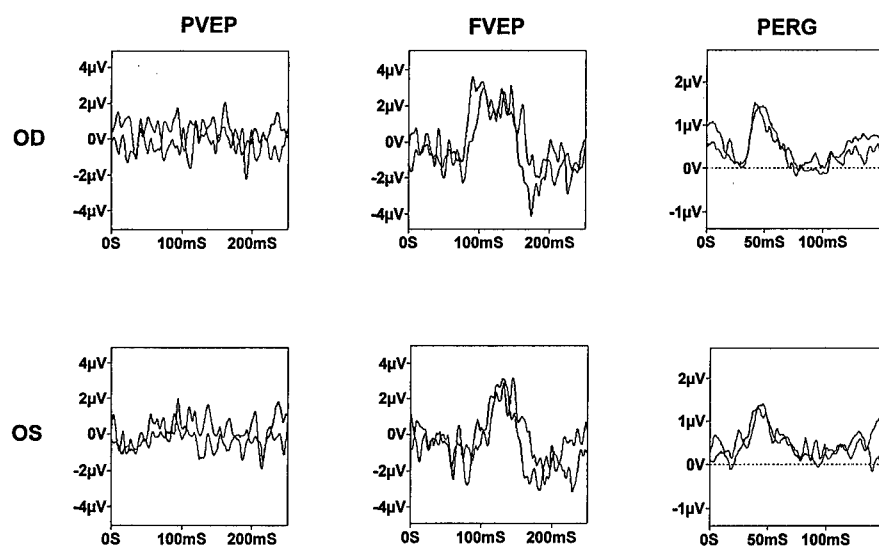 PVEP FVEP PERG
OD
4µV 4µV 2µV
2µV 2µV 1µV
0V 0V 0V
-2µV -2µV -1µV
-4µV -4µV
0S 100mS 200mS 0S 100mS 200mS 0S 50mS 100mS
OS
4µV 4µV 2µV
2µV 2µV 1µV
0V 0V 0V
-2µV -2µV -1µV
-4µV -4µV
0S 100mS 200mS 0S 100mS 200mS 0S 50mS 100mS